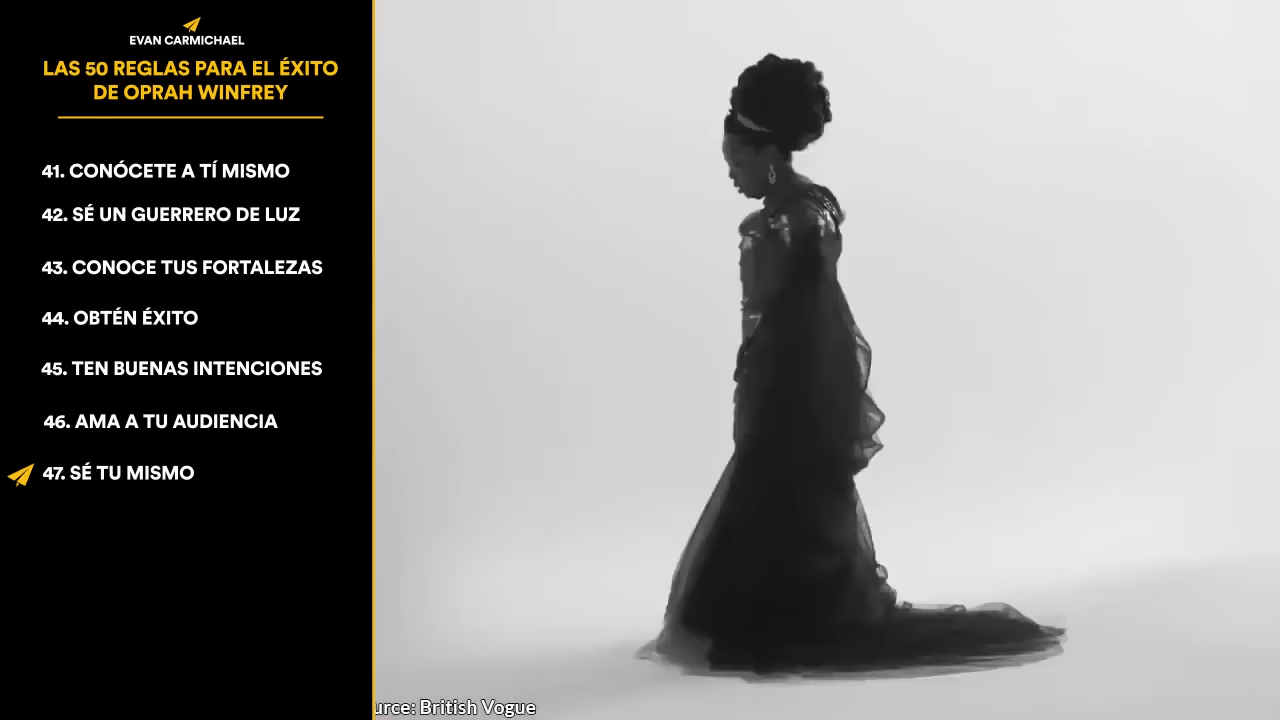 EVAN CARMICHAEL
LAS 50 REGLAS PARA EL ÉXITO
DE OPRAH WINFREY
41. CONÓCETE A TÍ MISMO
42. SÉ UN GUERRERO DE LUZ
43. CONOCE TUS FORTALEZAS
44. OBTÉN ÉXITO
45. TEN BUENAS INTENCIONES
46. AMA A TU AUDIENCIA
47. SÉ TU MISMO
urce: British Vogue